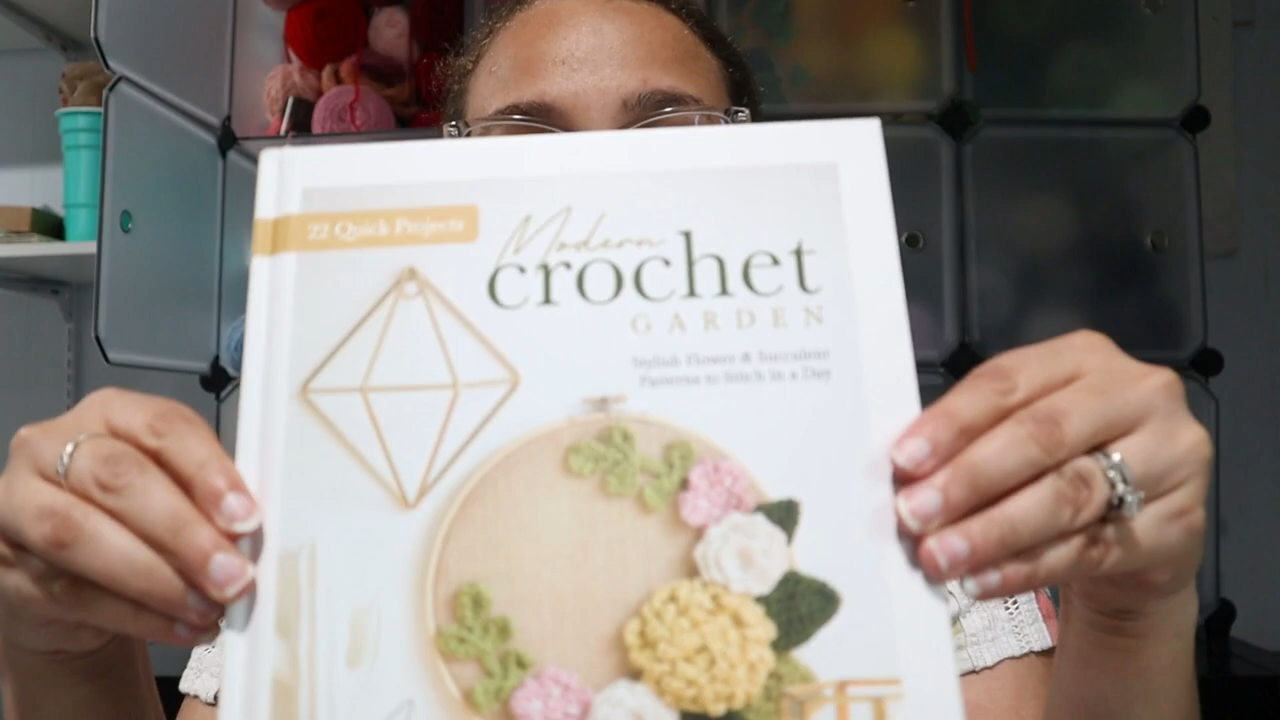 22 Quick Projects
Modern
crochet
GARDEN
Stylish Flower & Succulent
Patterns to Stitch in a Day